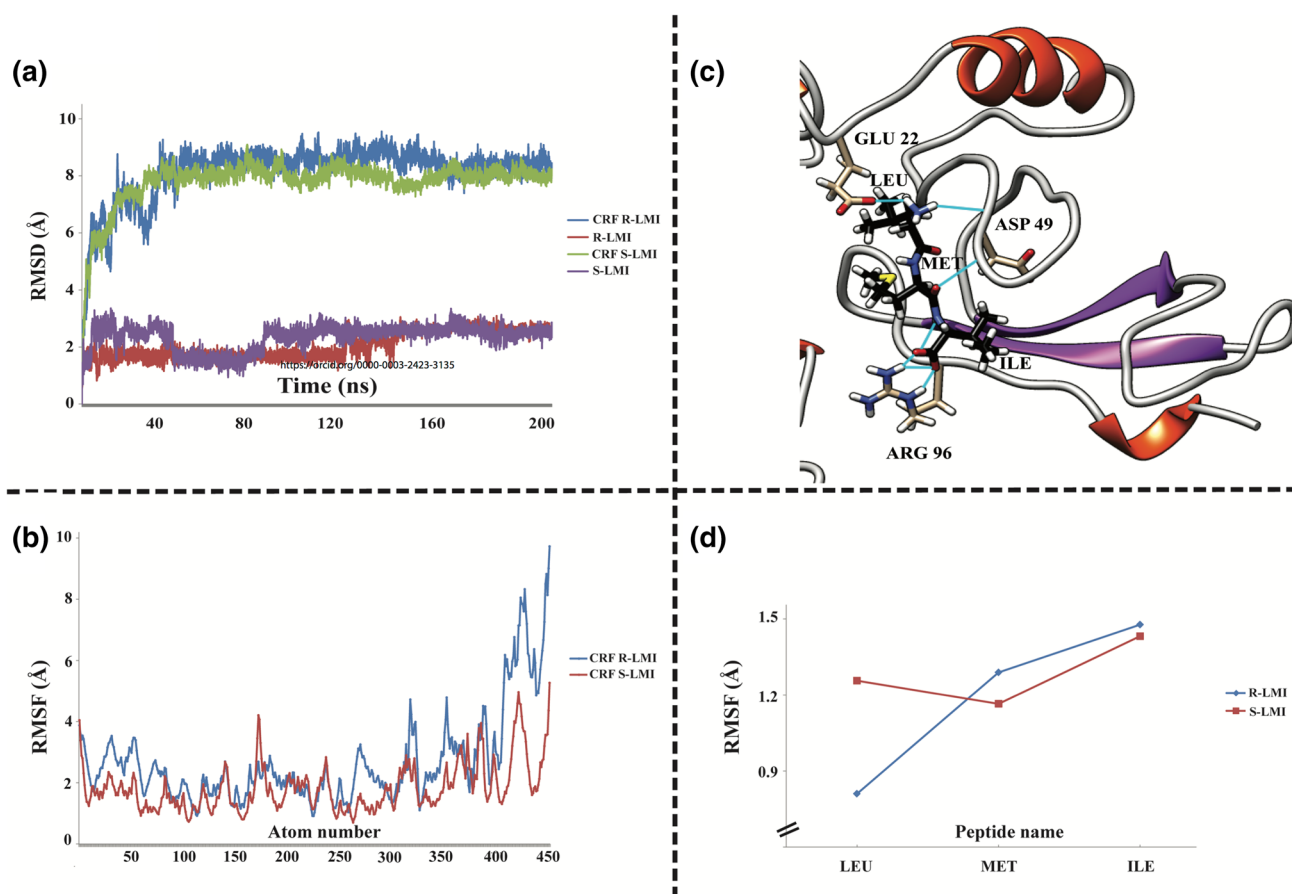 (a)
RMSD (Å)
10
8
6
4
2
0
CRF R-LMI
R-LMI
CRF S-LMI
S-LMI
https://orcid.org/0000-0003-2423-3135
Time (ns)
40
80
120
160
200
(c)
GLU 22
LEU
ASP 49
MET
ILE
ARG 96
(b)
RMSF (Å)
10
8
6
4
2
0
CRF R-LMI
CRF S-LMI
Atom number
50
100
150
200
250
300
350
400
450
(d)
RMSF (Å)
1.5
1.2
0.9
R-LMI
S-LMI
Peptide name
LEU
MET
ILE